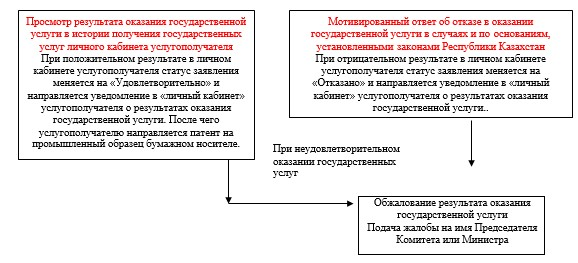 Просмотр результата оказания государственной
услуги в истории получения государственных
услуг личного кабинета услугополучателя
При положительном результате в личном
кабинете услугополучателя статус заявления
меняется на «Удовлетворительно» и
направляется уведомление в «личный кабинет»
услугополучателя о результатах оказания
государственной услуги. После чего
услугополучателю направляется патент на
промышленный образец бумажном носителе.
Мотивированный ответ об отказе в оказании
государственной услуги в случаях и по основаниям,
установленными законами Республики Казахстан
При отрицательном результате в личном кабинете
услугополучателя статус заявления меняется на
«Отказано» и направляется уведомление в «личный
кабинет» услугополучателя о результатах оказания
государственной услуги..
При неудовлетворительном
оказании государственных
услуг
Обжалование результата оказания
государственной услуги
Подача жалобы на имя Председателя
Комитета или Министра